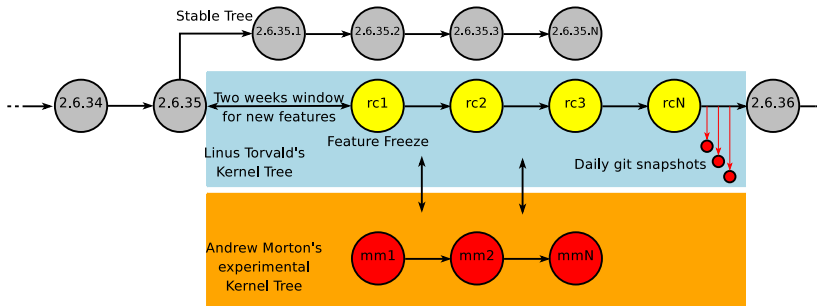 Stable Tree
2.6.35.1
2.6.35.2
2.6.35.3
2.6.35.N
2.6.34
2.6.35
Two weeks window
for new features
rc1
rc2
rc3
rcN
2.6.36
Feature Freeze
Linus Torvald's
Kernel Tree
Daily git snapshots
Andrew Morton's
experimental
Kernel Tree
mm1
mm2
mmN